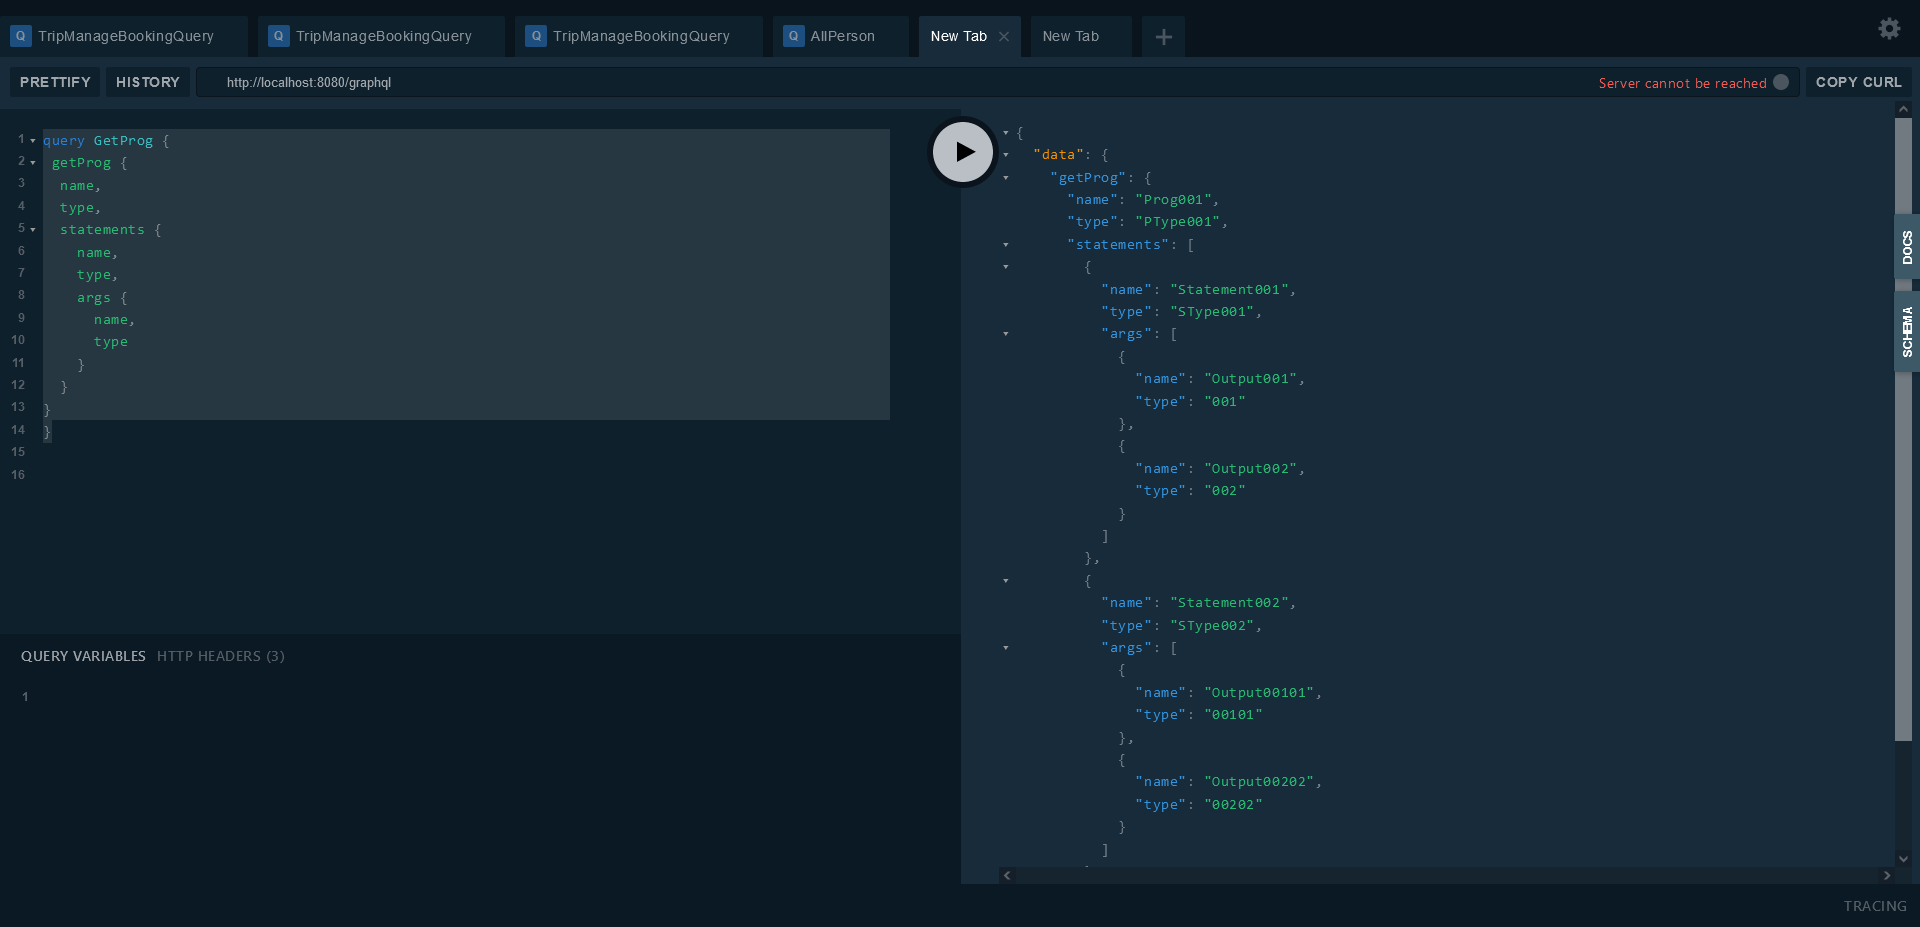 Q TripManageBookingQuery
Q TripManageBookingQuery
Q TripManageBookingQuery
Q AllPerson
New Tab
New Tab
PRETTIFY
HISTORY
http://localhost:8080/graphql
Server cannot be reached
COPY CURL
1 query GetProg {
2 getProg {
3 name,
4 type,
5 statements {
6 name,
7 type,
8 args {
9 name,
10 type
11 }
12 }
13 }
14 }
15
16
QUERY VARIABLES
HTTP HEADERS (3)
1
{
"data": {
"getProg": {
"name": "Prog001",
"type": "PType001",
"statements": [
{
"name": "Statement001",
"type": "SType001",
"args": [
{
"name": "Output001",
"type": "001"
},
{
"name": "Output002",
"type": "002"
}
]
},
{
"name": "Statement002",
"type": "SType002",
"args": [
{
"name": "Output00101",
"type": "00101"
},
{
"name": "Output00202",
"type": "00202"
}
]
DOCS
SCHEMA
TRACING